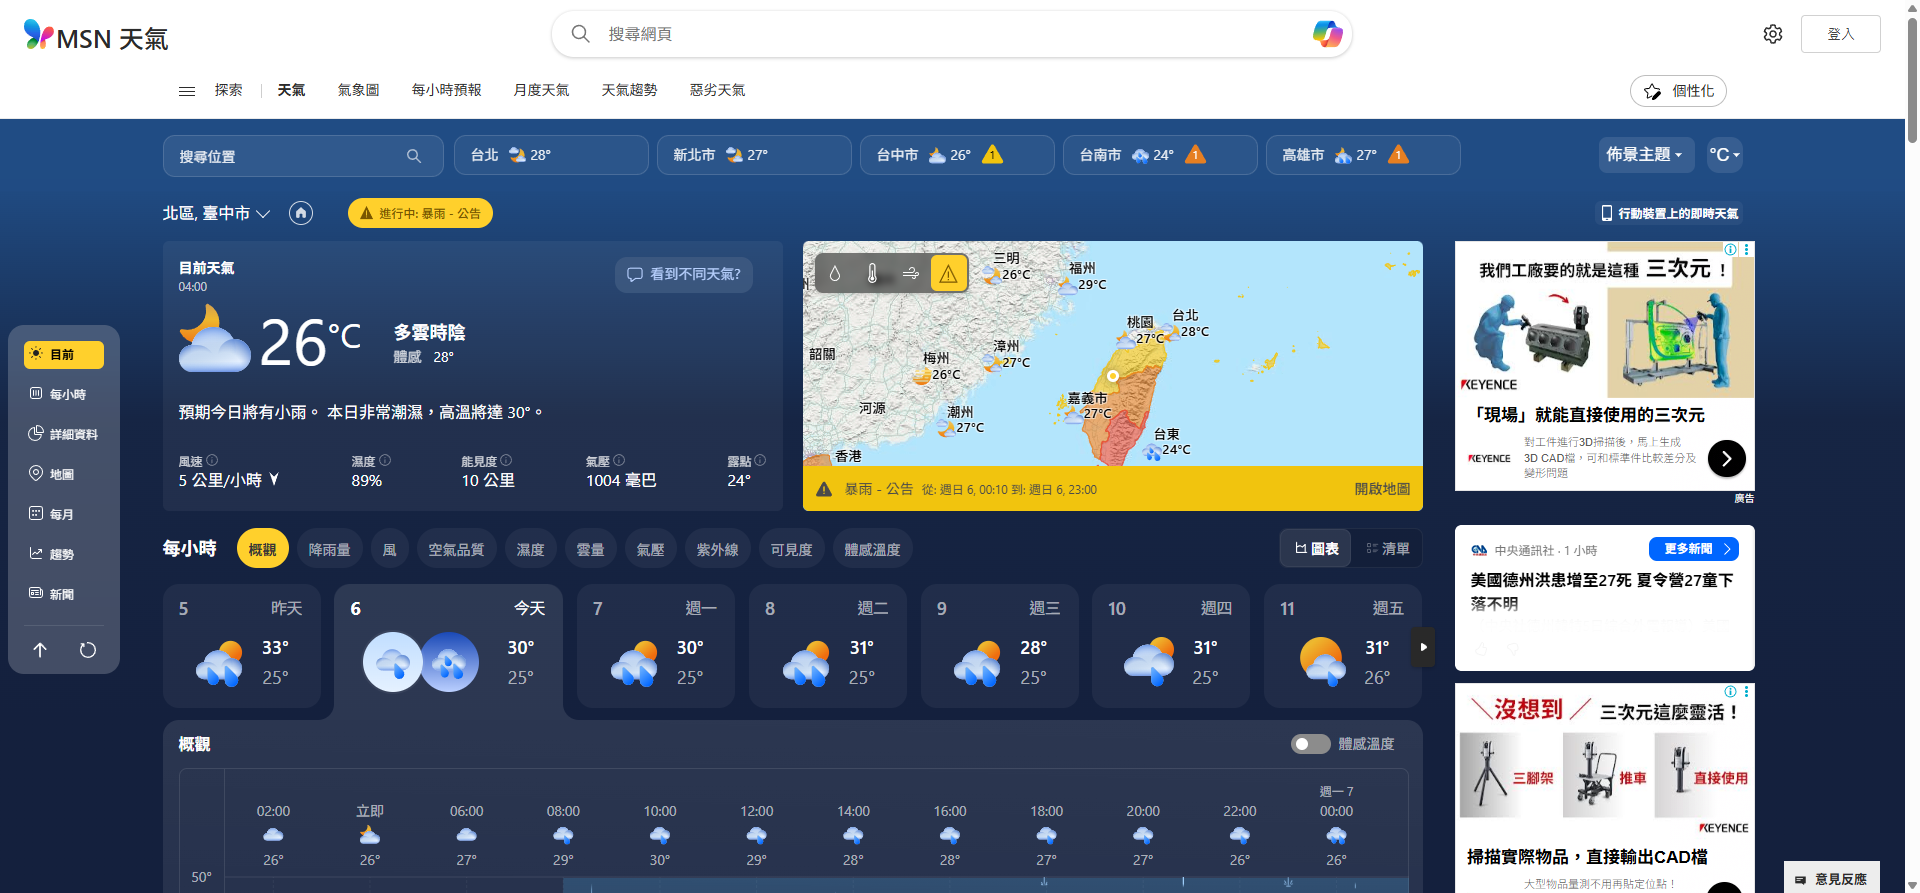 MSN 天氣
搜尋網頁
登入
探索
天氣
氣象圖
每小時預報
月度天氣
天氣趨勢
惡劣天氣
個性化
搜尋位置
台北 28°
新北市 27°
台中市 26° 1
台南市 24° 1
高雄市 27° 1
佈景主題
°C
北區, 臺中市
進行中: 暴雨 - 公告
行動裝置上的即時天氣
目前
每小時
詳細資料
地圖
每月
趨勢
新聞
目前天氣
04:00
看到不同天氣?
26°C
多雲時陰
體感 28°
預期今日將有小雨。 本日非常潮濕，高溫將達 30°。
風速
5 公里/小時
濕度
89%
能見度
10 公里
氣壓
1004 毫巴
露點
24°
三明
26°C
福州
29°C
台北
28°C
桃園
27°C
韶關
漳州
27°C
梅州
26°C
嘉義市
27°C
河源
潮州
27°C
台東
24°C
香港
暴雨 - 公告 從: 週日 6, 00:10 到: 週日 6, 23:00
開啟地圖
我們工廠要的就是這種 三次元 ！
KEYENCE
「現場」就能直接使用的三次元
KEYENCE
對工件進行3D掃描後，馬上生成
3D CAD檔，可和標準件比較差分及
變形問題
廣告
每小時
概觀
降雨量
風
空氣品質
濕度
雲量
氣壓
紫外線
可見度
體感溫度
圖表
清單
5 昨天
33°
25°
6 今天
30°
25°
7 週一
30°
25°
8 週二
31°
25°
9 週三
28°
25°
10 週四
31°
25°
11 週五
31°
26°
中央通訊社 · 1 小時
更多新聞
美國德州洪患增至27死 夏令營27童下
落不明
概觀
體感溫度
週一 7
02:00 立即 06:00 08:00 10:00 12:00 14:00 16:00 18:00 20:00 22:00 00:00
26° 26° 27° 29° 30° 29° 28° 28° 27° 27° 26° 26°
50°
沒想到
三次元這麼靈活！
三腳架
推車
直接使用
KEYENCE
掃描實際物品，直接輸出CAD檔
大型物品量測不用再貼定位點！
意見反應